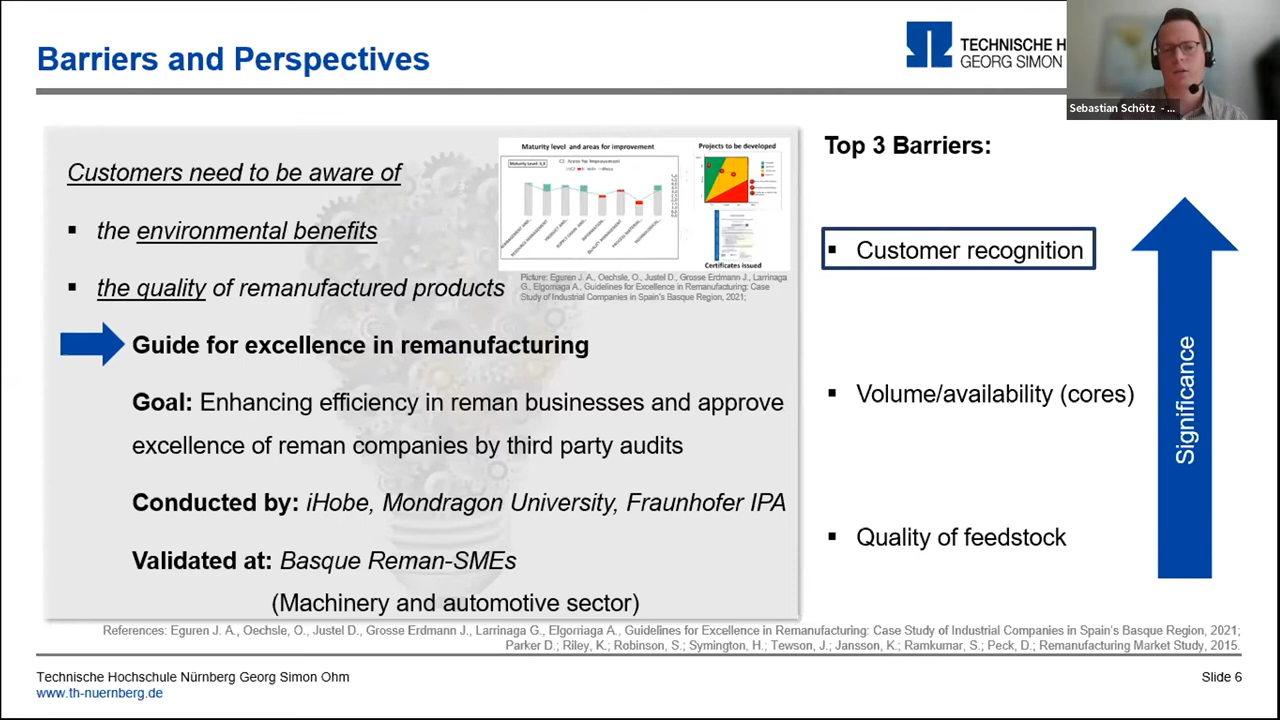 Barriers and Perspectives
TECHNISCHE H
GEORG SIMON
Sebastian Schötz - ...
Customers need to be aware of
▪ the environmental benefits
▪ the quality of remanufactured products
Maturity level and areas for improvement
Projects to be developed
Certificates issued
Picture: Eguren J. A., Oechsle, O., Justel D., Grosse Erdmann J., Larrinaga
G., Elgorriaga A., Guidelines for Excellence in Remanufacturing: Case
Study of Industrial Companies in Spain's Basque Region, 2021;
Guide for excellence in remanufacturing
Goal: Enhancing efficiency in reman businesses and approve
excellence of reman companies by third party audits
Conducted by: iHobe, Mondragon University, Fraunhofer IPA
Validated at: Basque Reman-SMEs
(Machinery and automotive sector)
Top 3 Barriers:
▪ Customer recognition
▪ Volume/availability (cores)
▪ Quality of feedstock
Significance
References: Eguren J. A., Oechsle, O., Justel D., Grosse Erdmann J., Larrinaga G., Elgorriaga A., Guidelines for Excellence in Remanufacturing: Case Study of Industrial Companies in Spain's Basque Region, 2021;
Parker D.; Riley, K.; Robinson, S.; Symington, H.; Tewson, J.; Jansson, K.; Ramkumar, S.; Peck, D.; Remanufacturing Market Study, 2015.
Technische Hochschule Nürnberg Georg Simon Ohm
www.th-nuernberg.de
Slide 6